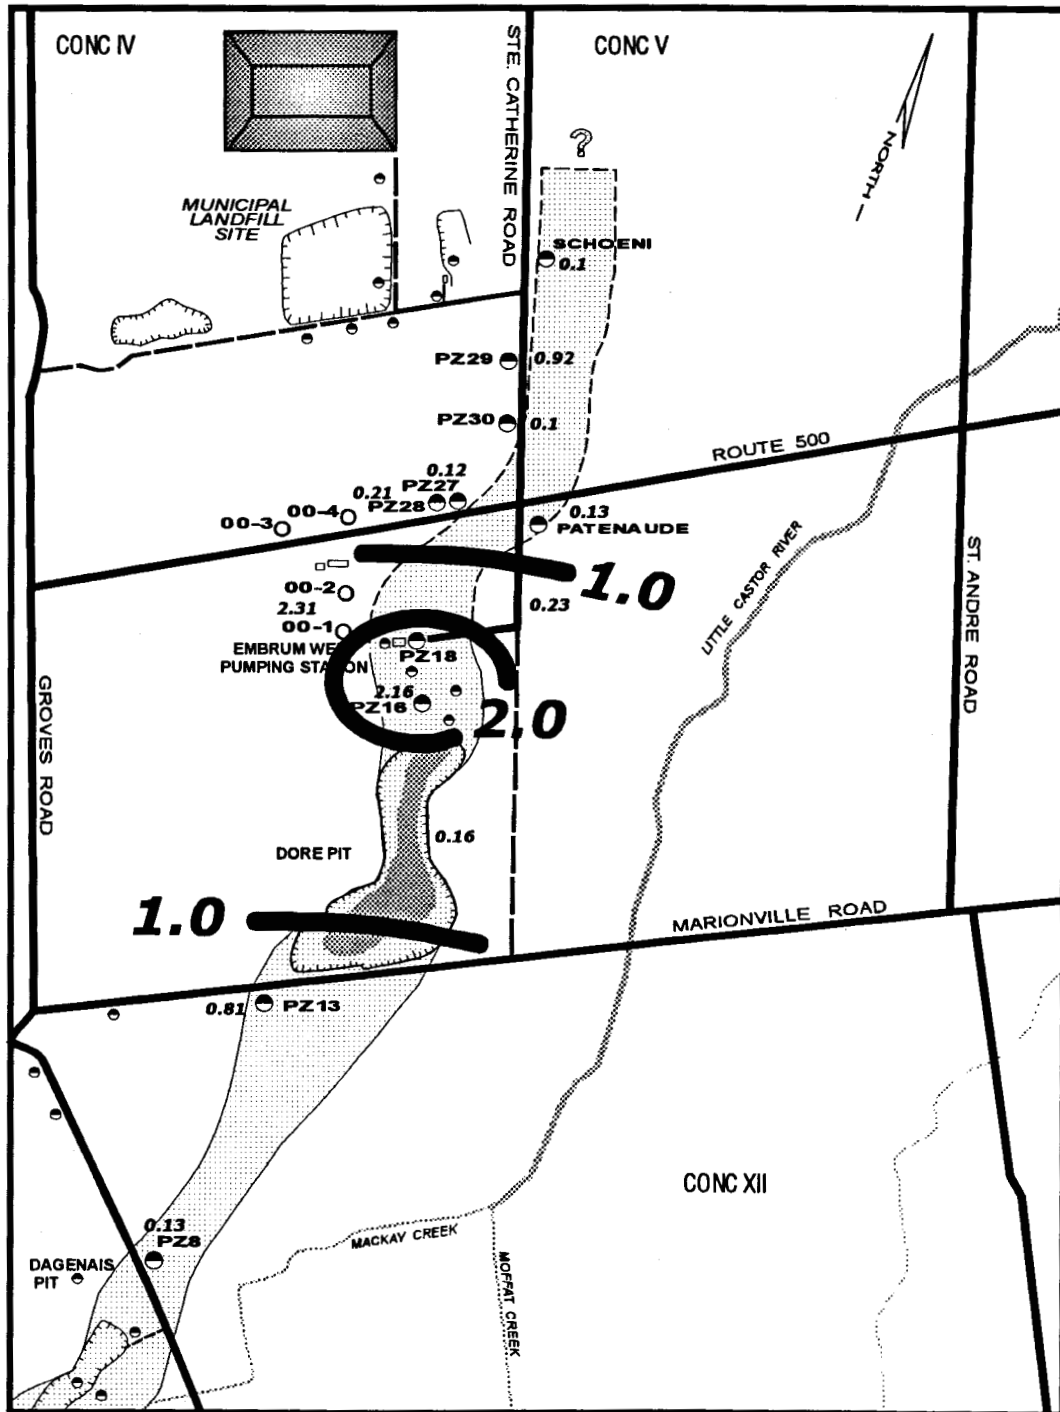 CONC IV
STE. CATHERINE ROAD
CONC V
NORTH
?
MUNICIPAL
LANDFILL
SITE
SCHOENI
0.1
PZ29
0.92
PZ30
0.1
ROUTE 500
0.12
PZ27
0.21
PZ28
00-4
00-3
0.13
PATENAUDE
1.0
00-2
2.31
00-1
0.23
LITTLE CASTOR RIVER
ST. ANDRE ROAD
EMBRUM WE
PUMPING STA ON
PZ18
2.16
PZ16
2.0
GROVES ROAD
0.16
DORE PIT
1.0
MARIONVILLE ROAD
0.81
PZ13
CONC XII
0.13
PZ8
MACKAY CREEK
MOFFAT CREEK
DAGENAIS
PIT